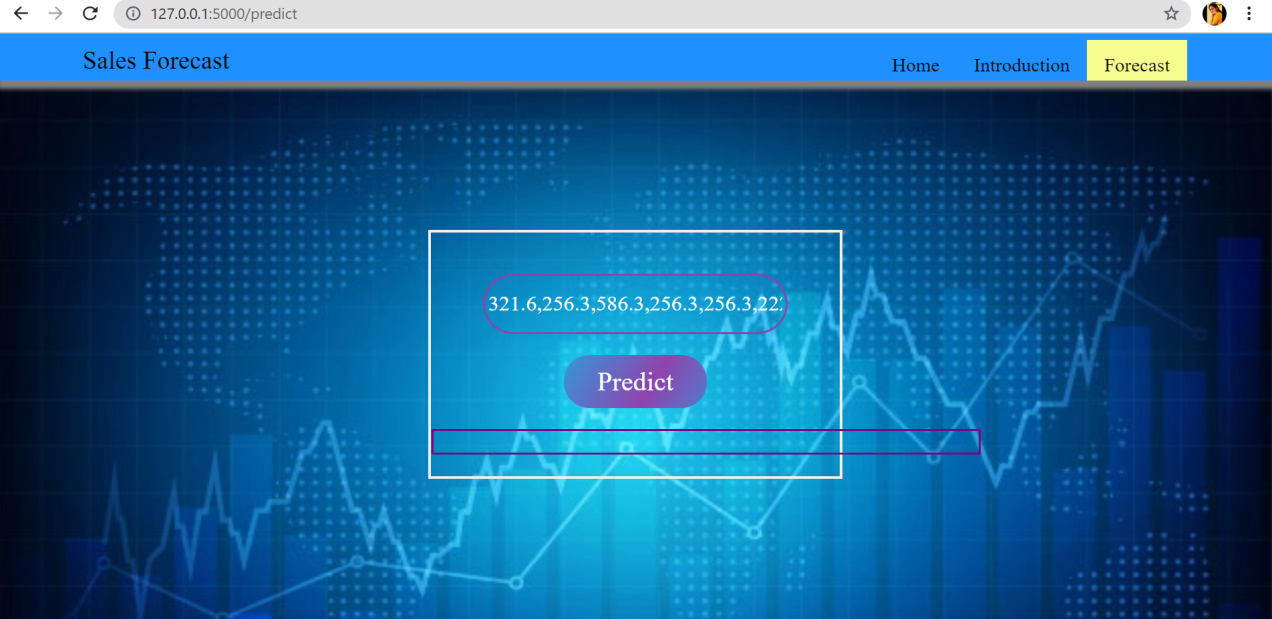 127.0.0.1:5000/predict
Sales Forecast
Home Introduction Forecast
321.6,256.3,586.3,256.3,256.3,22
Predict